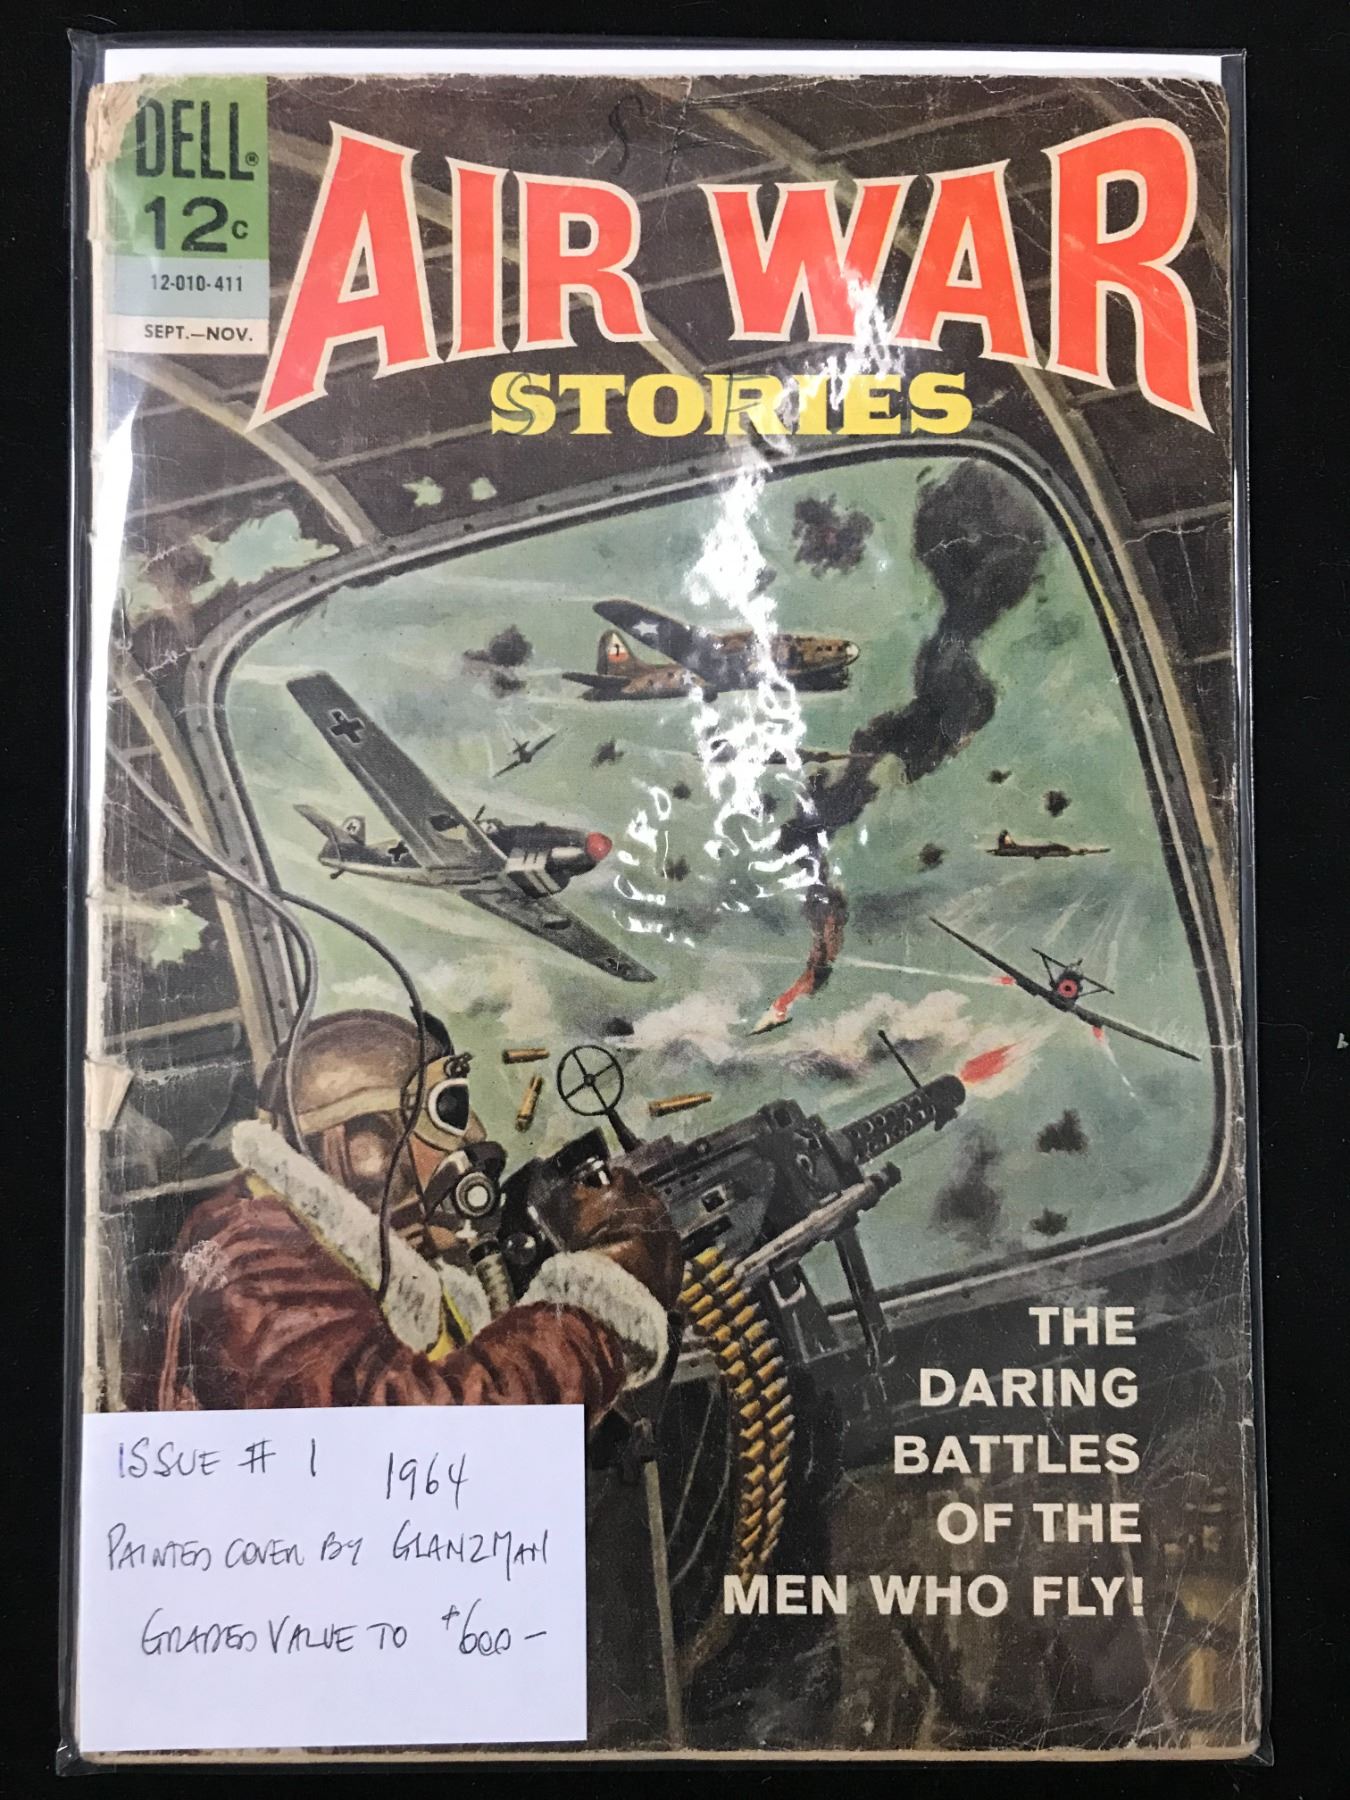 DELL®
12c
12-010-411
SEPT.—NOV.
AIR WAR
STORIES
THE
DARING
BATTLES
OF THE
MEN WHO FLY!
ISSUE # 1 1964
PAINTED COVER BY GLANZMAN
GRADED VALUE TO $600-